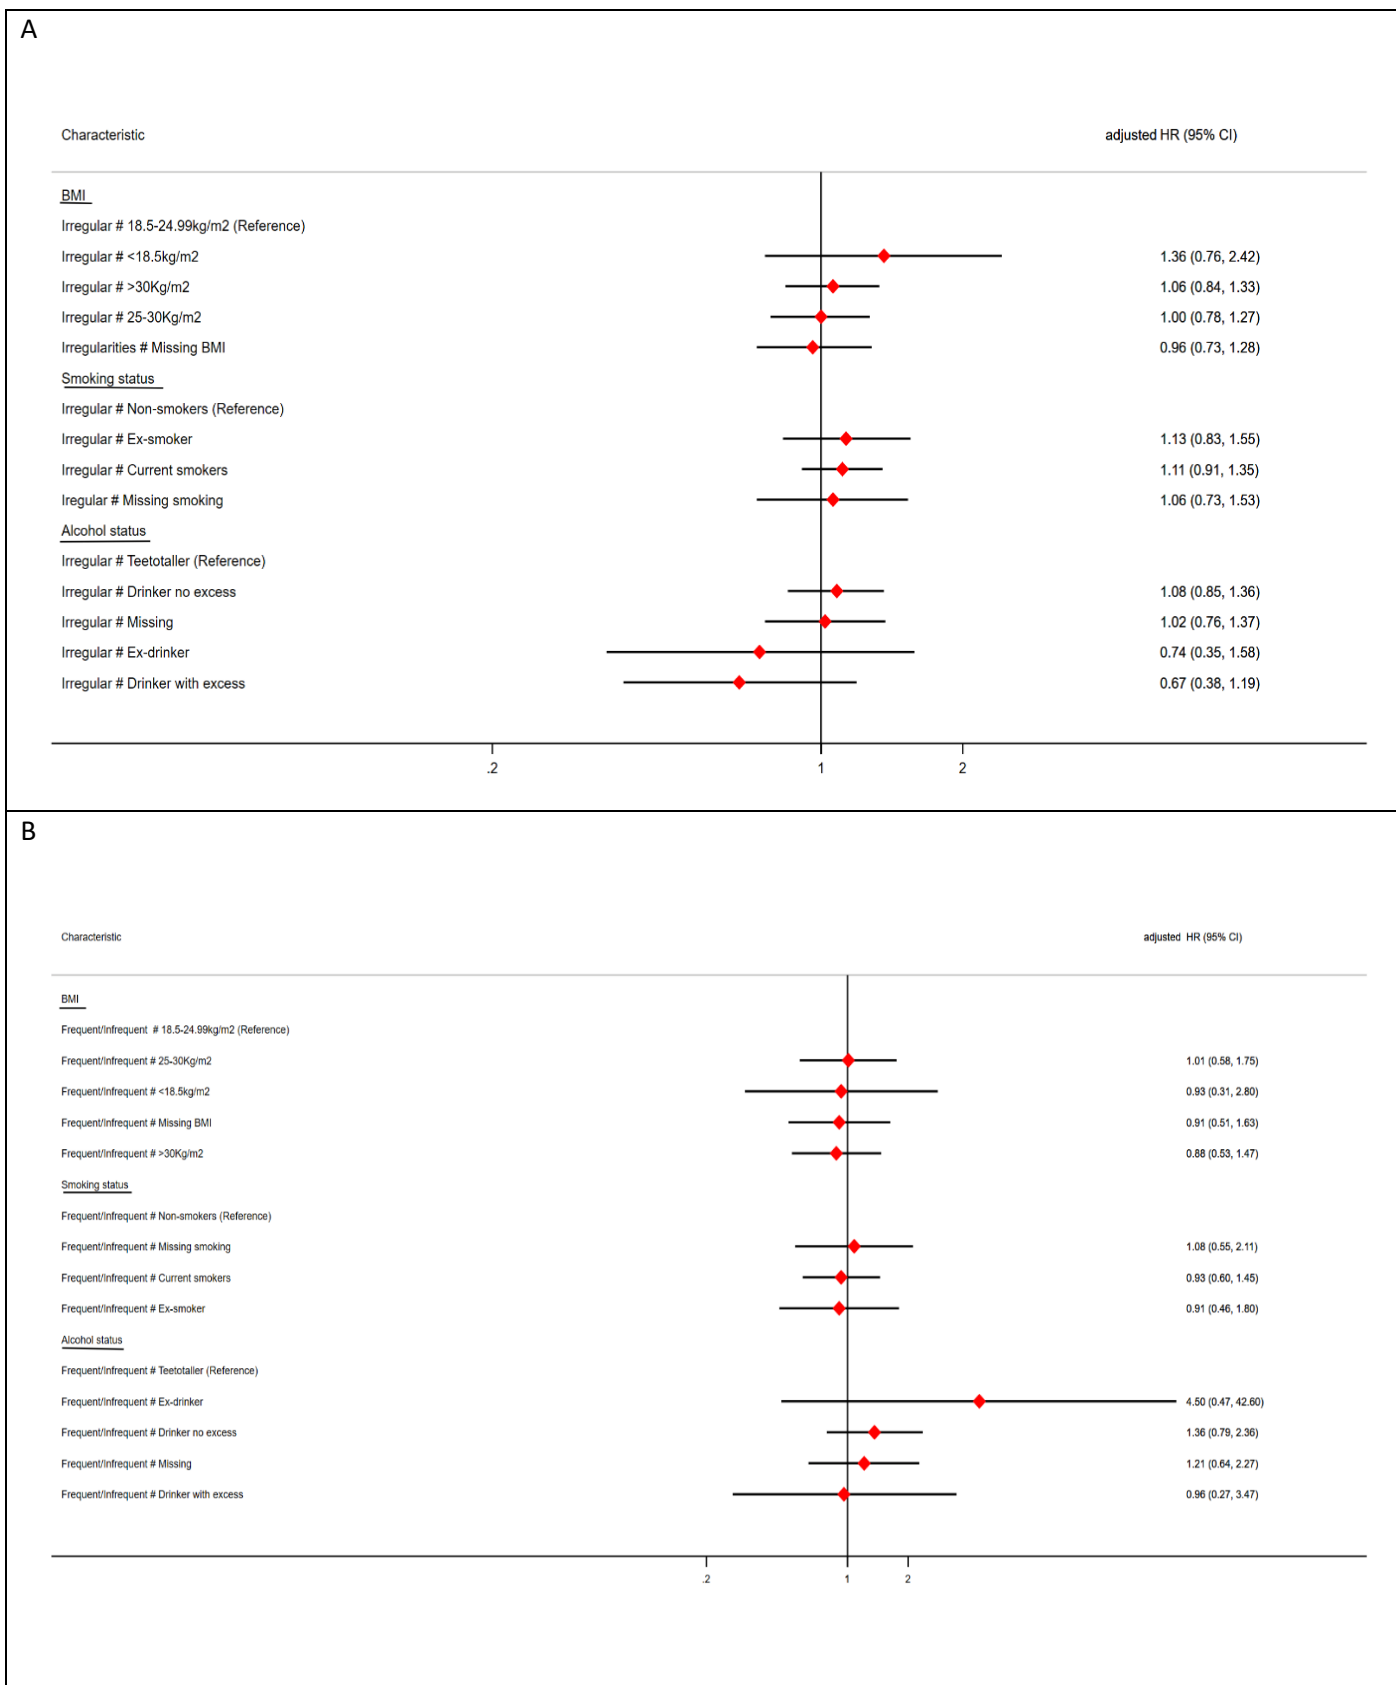 A
Characteristic adjusted HR (95% CI)
BMI
Irregular # 18.5-24.99kg/m2 (Reference)
Irregular # <18.5kg/m2 1.36 (0.76, 2.42)
Irregular # >30Kg/m2 1.06 (0.84, 1.33)
Irregular # 25-30Kg/m2 1.00 (0.78, 1.27)
Irregularities # Missing BMI 0.96 (0.73, 1.28)
Smoking status
Irregular # Non-smokers (Reference)
Irregular # Ex-smoker 1.13 (0.83, 1.55)
Irregular # Current smokers 1.11 (0.91, 1.35)
Iregular # Missing smoking 1.06 (0.73, 1.53)
Alcohol status
Irregular # Teetotaller (Reference)
Irregular # Drinker no excess 1.08 (0.85, 1.36)
Irregular # Missing 1.02 (0.76, 1.37)
Irregular # Ex-drinker 0.74 (0.35, 1.58)
Irregular # Drinker with excess 0.67 (0.38, 1.19)
.2 1 2
B
Characteristic adjusted HR (95% CI)
BMI
Frequent/Infrequent # 18.5-24.99kg/m2 (Reference)
Frequent/Infrequent # 25-30Kg/m2 1.01 (0.58, 1.75)
Frequent/Infrequent # <18.5kg/m2 0.93 (0.31, 2.80)
Frequent/Infrequent # Missing BMI 0.91 (0.51, 1.63)
Frequent/Infrequent # >30Kg/m2 0.88 (0.53, 1.47)
Smoking status
Frequent/Infrequent # Non-smokers (Reference)
Frequent/Infrequent # Missing smoking 1.08 (0.55, 2.11)
Frequent/Infrequent # Current smokers 0.93 (0.60, 1.45)
Frequent/Infrequent # Ex-smoker 0.91 (0.46, 1.80)
Alcohol status
Frequent/Infrequent # Teetotaller (Reference)
Frequent/Infrequent # Ex-drinker 4.50 (0.47, 42.60)
Frequent/Infrequent # Drinker no excess 1.36 (0.79, 2.36)
Frequent/Infrequent # Missing 1.21 (0.64, 2.27)
Frequent/Infrequent # Drinker with excess 0.96 (0.27, 3.47)
.2 1 2